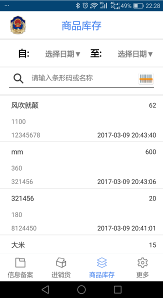 49% 22:28
商品库存
自: 选择日期▼ 至: 选择日期▼
请输入条形码或名称
风吹就颠 62
1100
12345678 2017-03-09 20:43:40
mm 600
360
321456 2017-03-09 20:43:06
321456 20
180
8124450 2017-03-09 20:41:01
大米 15
信息备案 进销货 商品库存 更多